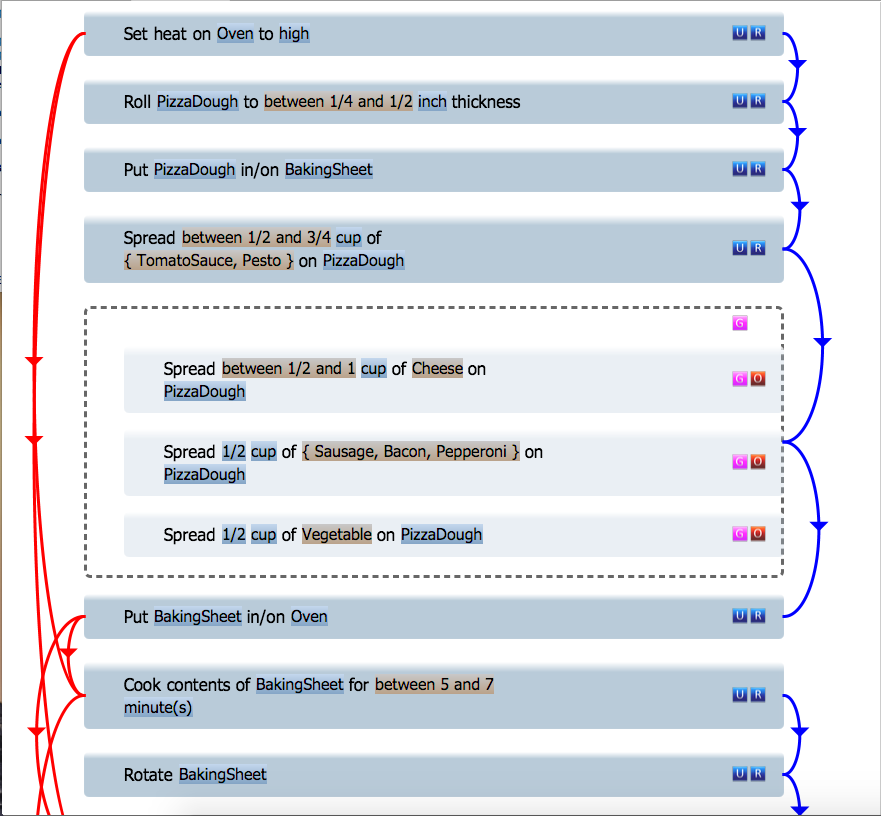 Set heat on Oven to high U R
Roll PizzaDough to between 1/4 and 1/2 inch thickness U R
Put PizzaDough in/on BakingSheet U R
Spread between 1/2 and 3/4 cup of
{ TomatoSauce, Pesto } on PizzaDough U R
G
Spread between 1/2 and 1 cup of Cheese on
PizzaDough G O
Spread 1/2 cup of { Sausage, Bacon, Pepperoni } on
PizzaDough G O
Spread 1/2 cup of Vegetable on PizzaDough G O
Put BakingSheet in/on Oven U R
Cook contents of BakingSheet for between 5 and 7
minute(s) U R
Rotate BakingSheet U R